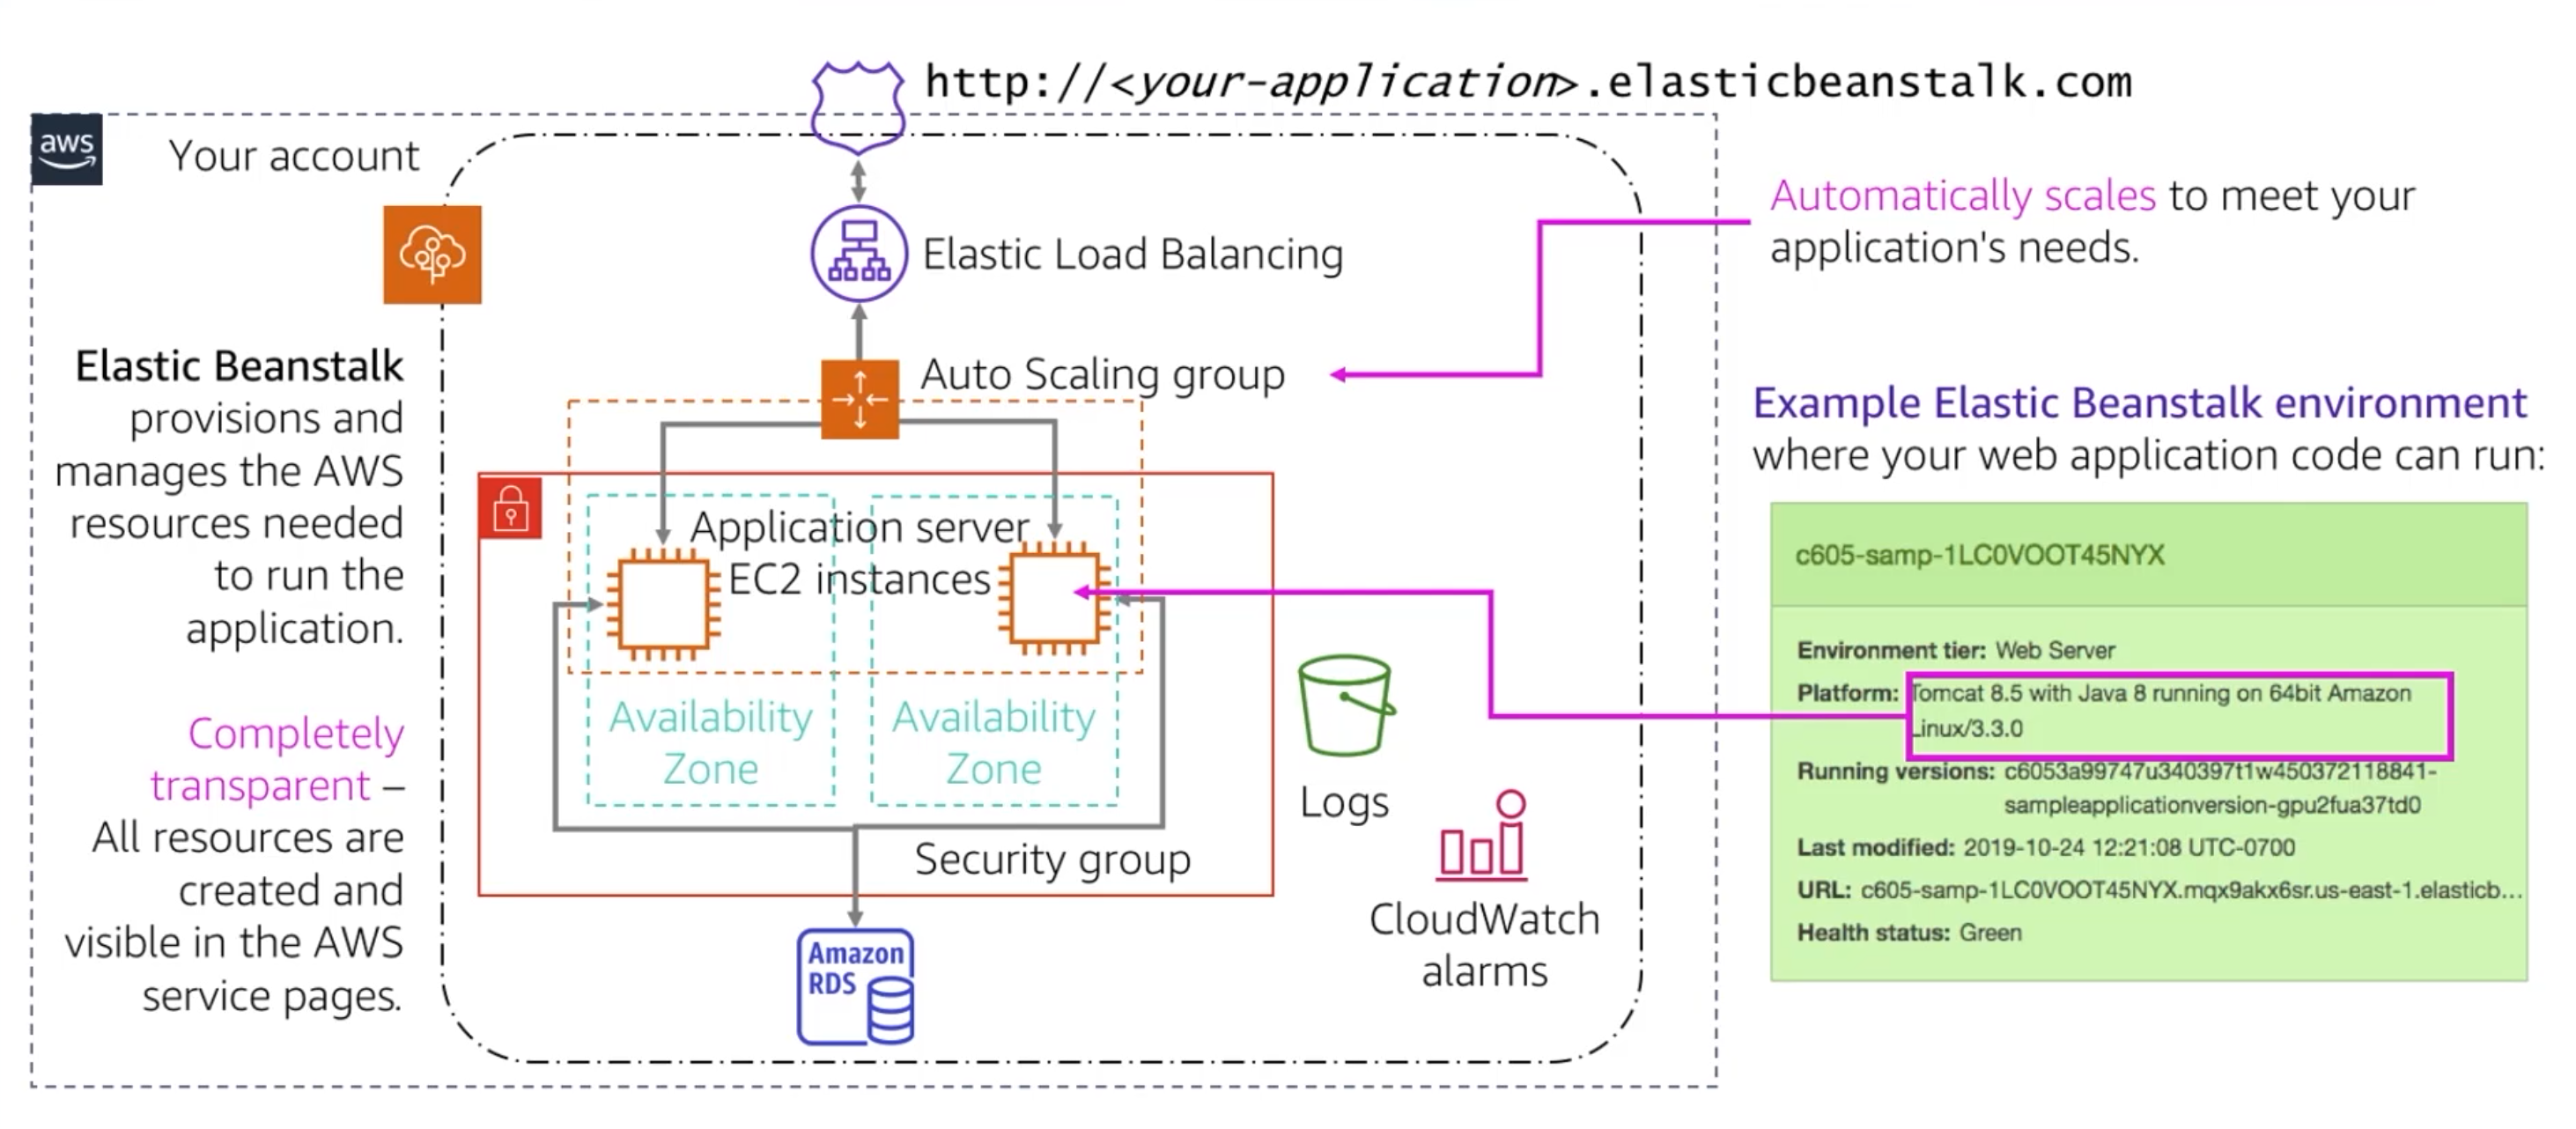 http://<your-application>.elasticbeanstalk.com
aws
Your account
Elastic Load Balancing
Auto Scaling group
Automatically scales to meet your
application's needs.
Elastic Beanstalk
provisions and
manages the AWS
resources needed
to run the
application.
Completely
transparent –
All resources are
created and
visible in the AWS
service pages.
Application server
EC2 instances
Availability
Zone
Availability
Zone
Security group
Amazon
RDS
Logs
CloudWatch
alarms
Example Elastic Beanstalk environment
where your web application code can run:
c605-samp-1LC0VOOT45NYX
Environment tier: Web Server
Platform: Tomcat 8.5 with Java 8 running on 64bit Amazon
Linux/3.3.0
Running versions: c6053a99747u340397t1w450372118841-
sampleapplicationversion-gpu2fua37td0
Last modified: 2019-10-24 12:21:08 UTC-0700
URL: c605-samp-1LC0VOOT45NYX.mqx9akx6sr.us-east-1.elasticb...
Health status: Green